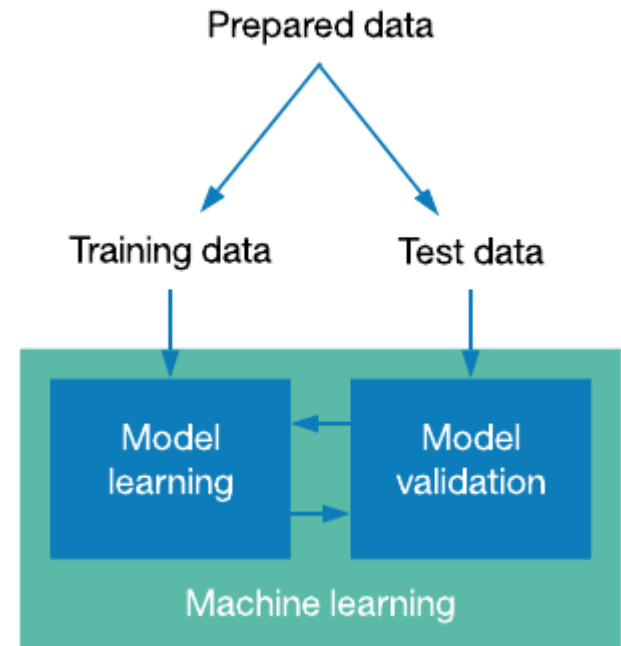 Prepared data
Training data
Test data
Model
learning
Model
validation
Machine learning